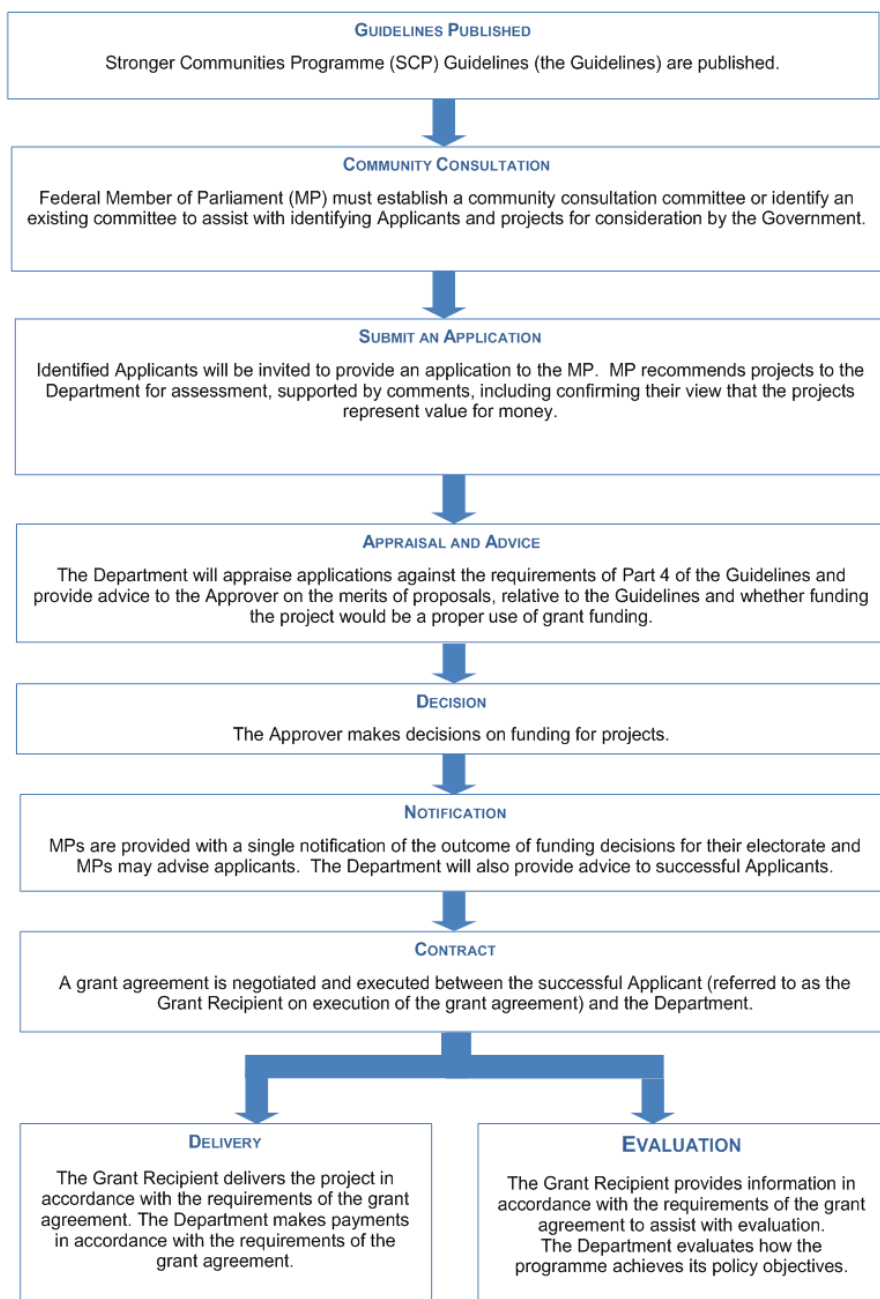 GUIDELINES PUBLISHED
Stronger Communities Programme (SCP) Guidelines (the Guidelines) are published.
COMMUNITY CONSULTATION
Federal Member of Parliament (MP) must establish a community consultation committee or identify an
existing committee to assist with identifying Applicants and projects for consideration by the Government.
SUBMIT AN APPLICATION
Identified Applicants will be invited to provide an application to the MP.  MP recommends projects to the
Department for assessment, supported by comments, including confirming their view that the projects
represent value for money.
APPRAISAL AND ADVICE
The Department will appraise applications against the requirements of Part 4 of the Guidelines and
provide advice to the Approver on the merits of proposals, relative to the Guidelines and whether funding
the project would be a proper use of grant funding.
DECISION
The Approver makes decisions on funding for projects.
NOTIFICATION
MPs are provided with a single notification of the outcome of funding decisions for their electorate and
MPs may advise applicants.  The Department will also provide advice to successful Applicants.
CONTRACT
A grant agreement is negotiated and executed between the successful Applicant (referred to as the
Grant Recipient on execution of the grant agreement) and the Department.
DELIVERY
The Grant Recipient delivers the project in
accordance with the requirements of the grant
agreement. The Department makes payments
in accordance with the requirements of the
grant agreement.
EVALUATION
The Grant Recipient provides information in
accordance with the requirements of the grant
agreement to assist with evaluation.
The Department evaluates how the
programme achieves its policy objectives.